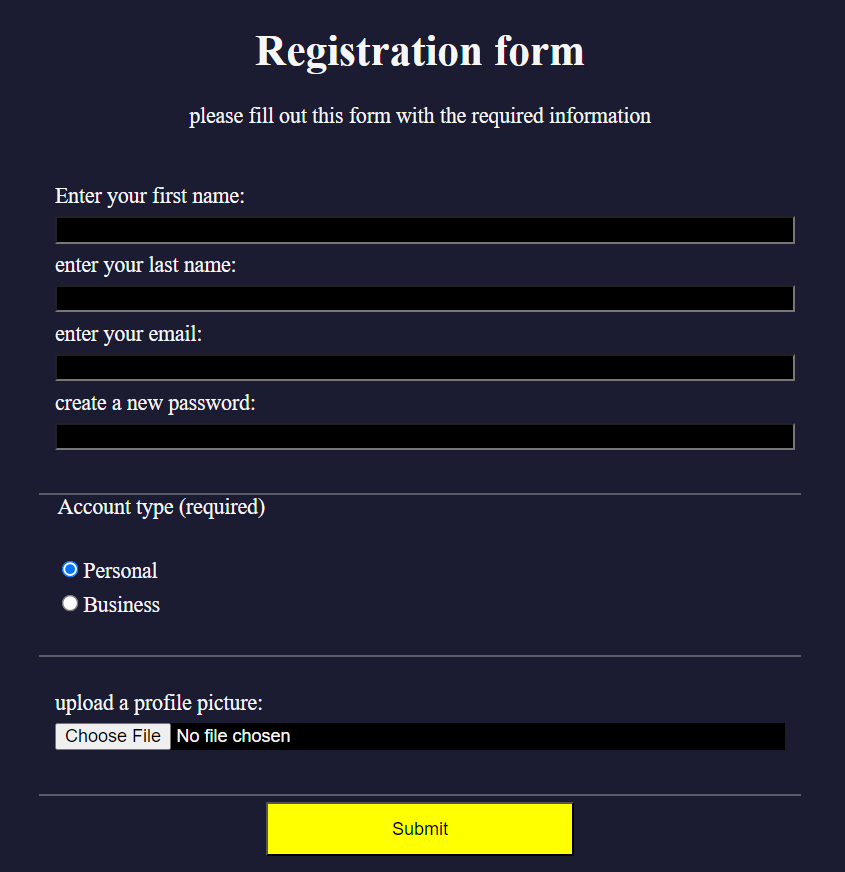 Registration form
please fill out this form with the required information
Enter your first name:
enter your last name:
enter your email:
create a new password:
Account type (required)
Personal
Business
upload a profile picture:
Choose File No file chosen
Submit